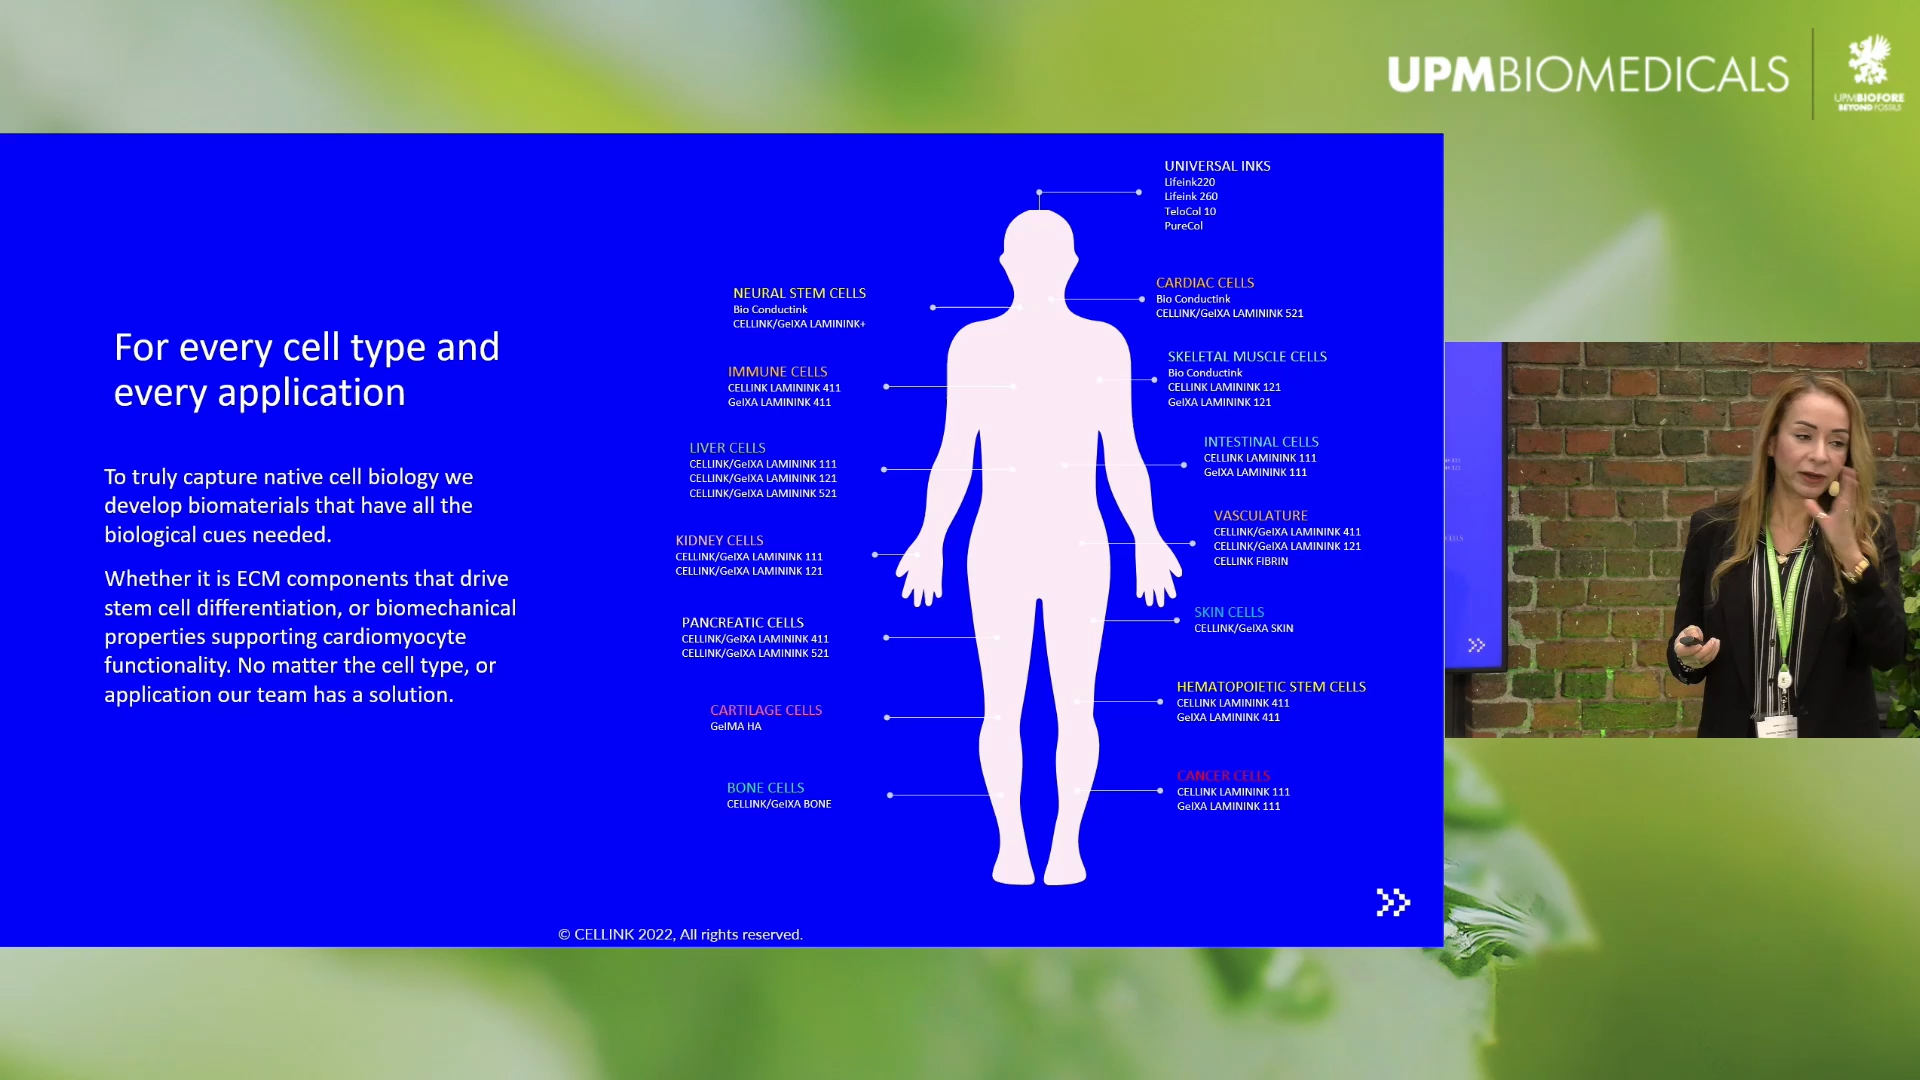 UPMBIOMEDICALS
UPMBIOFORE
BEYOND FOSSILS
For every cell type and
every application
To truly capture native cell biology we
develop biomaterials that have all the
biological cues needed.
Whether it is ECM components that drive
stem cell differentiation, or biomechanical
properties supporting cardiomyocyte
functionality. No matter the cell type, or
application our team has a solution.
NEURAL STEM CELLS
Bio Conductink
CELLINK/GelXA LAMININK+
IMMUNE CELLS
CELLINK LAMININK 411
GelXA LAMININK 411
LIVER CELLS
CELLINK/GelXA LAMININK 111
CELLINK/GelXA LAMININK 121
CELLINK/GelXA LAMININK 521
KIDNEY CELLS
CELLINK/GelXA LAMININK 111
CELLINK/GelXA LAMININK 121
PANCREATIC CELLS
CELLINK/GelXA LAMININK 411
CELLINK/GelXA LAMININK 521
CARTILAGE CELLS
GelMA HA
BONE CELLS
CELLINK/GelXA BONE
UNIVERSAL INKS
Lifeink220
Lifeink 260
TeloCol 10
PureCol
CARDIAC CELLS
Bio Conductink
CELLINK/GelXA LAMININK 521
SKELETAL MUSCLE CELLS
Bio Conductink
CELLINK LAMININK 121
GelXA LAMININK 121
INTESTINAL CELLS
CELLINK LAMININK 111
GelXA LAMININK 111
VASCULATURE
CELLINK/GelXA LAMININK 411
CELLINK/GelXA LAMININK 121
CELLINK FIBRIN
SKIN CELLS
CELLINK/GelXA SKIN
HEMATOPOIETIC STEM CELLS
CELLINK LAMININK 411
GelXA LAMININK 411
CANCER CELLS
CELLINK LAMININK 111
GelXA LAMININK 111
© CELLINK 2022, All rights reserved.